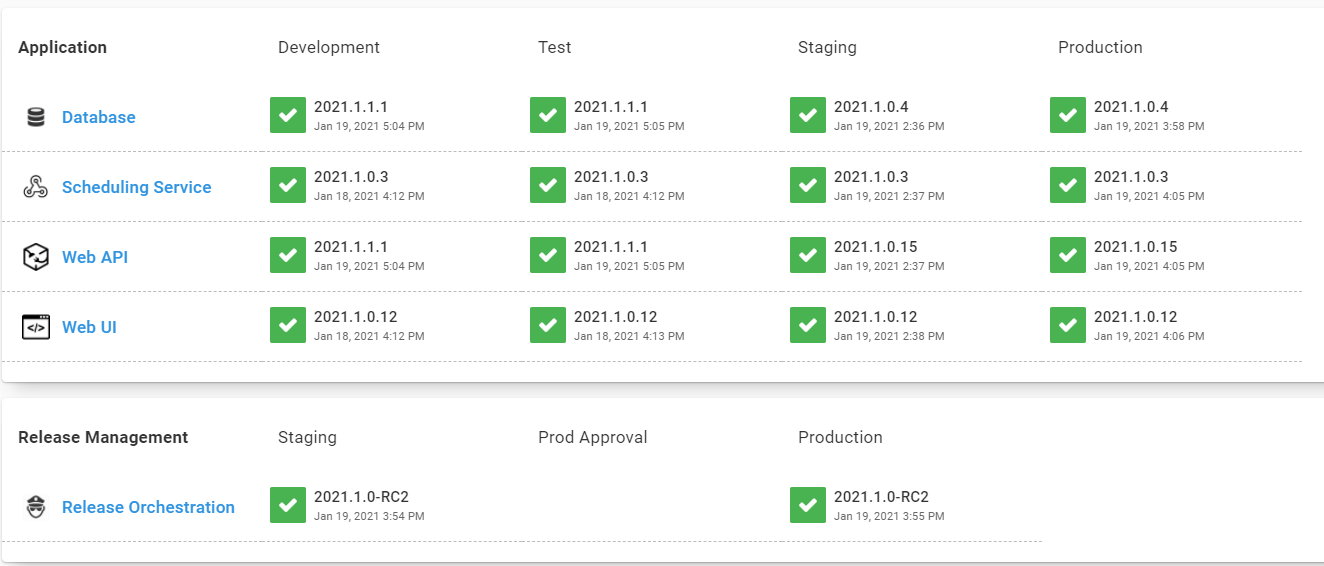 Application Development Test Staging Production
Database 2021.1.1.1 2021.1.1.1 2021.1.0.4 2021.1.0.4
Jan 19, 2021 5:04 PM Jan 19, 2021 5:05 PM Jan 19, 2021 2:36 PM Jan 19, 2021 3:58 PM
Scheduling Service 2021.1.0.3 2021.1.0.3 2021.1.0.3 2021.1.0.3
Jan 18, 2021 4:12 PM Jan 18, 2021 4:12 PM Jan 19, 2021 2:37 PM Jan 19, 2021 4:05 PM
Web API 2021.1.1.1 2021.1.1.1 2021.1.0.15 2021.1.0.15
Jan 19, 2021 5:04 PM Jan 19, 2021 5:05 PM Jan 19, 2021 2:37 PM Jan 19, 2021 4:05 PM
Web UI 2021.1.0.12 2021.1.0.12 2021.1.0.12 2021.1.0.12
Jan 18, 2021 4:12 PM Jan 18, 2021 4:13 PM Jan 19, 2021 2:38 PM Jan 19, 2021 4:06 PM
Release Management Staging Prod Approval Production
Release Orchestration 2021.1.0-RC2 2021.1.0-RC2
Jan 19, 2021 3:54 PM Jan 19, 2021 3:55 PM